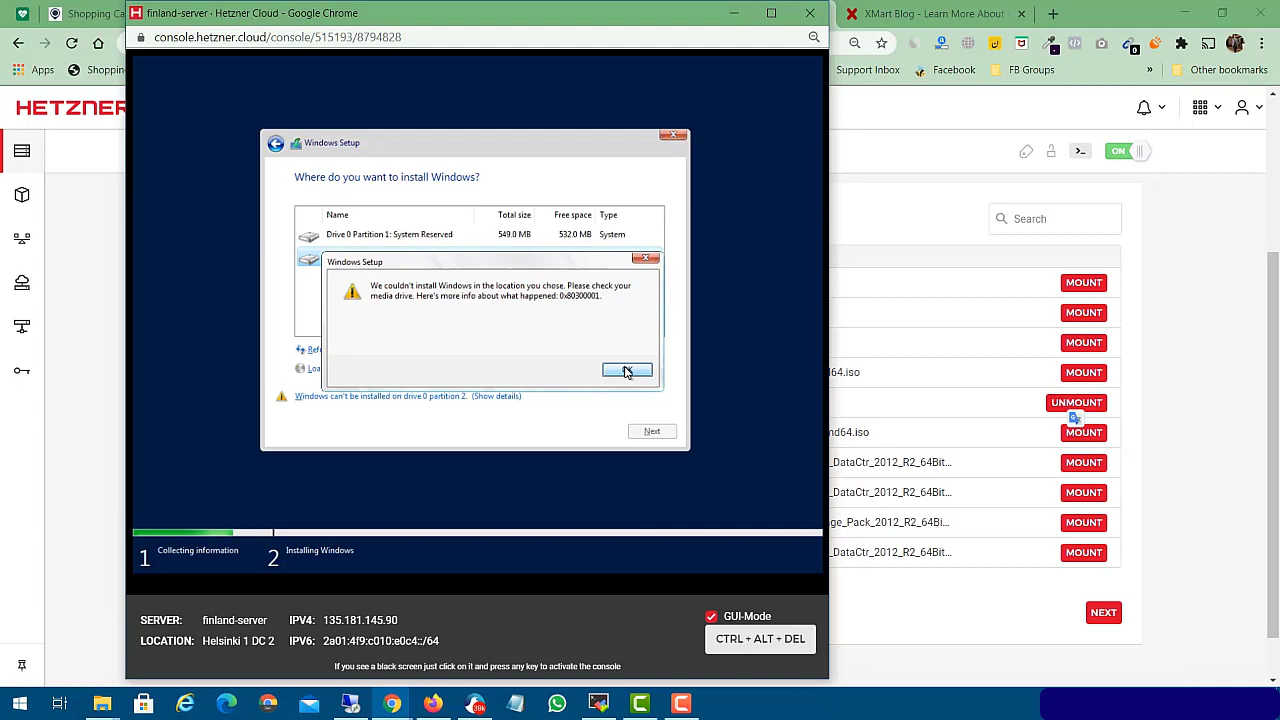 Shopping Ca
finland-server - Hetzner Cloud - Google Chrome
XMart Blog - Learn More About
console.hetzner.cloud/console/515193/8794828
Apps
Shopping
Support Inbox
Facebook
FB Groups
»
Other bookmarks
HETZNER
ON
Windows Setup
Where do you want to install Windows?
Name
Total size
Free space
Type
Drive 0 Partition 1: System Reserved
549.0 MB
532.0 MB
System
Windows Setup
We couldn't install Windows in the location you chose. Please check your
media drive. Here's more info about what happened: 0x80300001.
Refr
Loa
Windows can't be installed on drive 0 partition 2. (Show details)
Next
1 Collecting information
2 Installing Windows
Search
MOUNT
MOUNT
MOUNT
64.iso
MOUNT
UNMOUNT
md64.iso
MOUNT
_DataCtr_2012_R2_64Bit...
MOUNT
_DataCtr_2012_R2_64Bit...
MOUNT
ge_Pack_2012_R2_64Bi...
MOUNT
_DataCtr_2012_R2_64Bit...
MOUNT
NEXT
SERVER: finland-server IPV4: 135.181.145.90
LOCATION: Helsinki 1 DC 2 IPV6: 2a01:4f9:c010:e0c4::/64
GUI-Mode
CTRL + ALT + DEL
If you see a black screen just click on it and press any key to activate the console